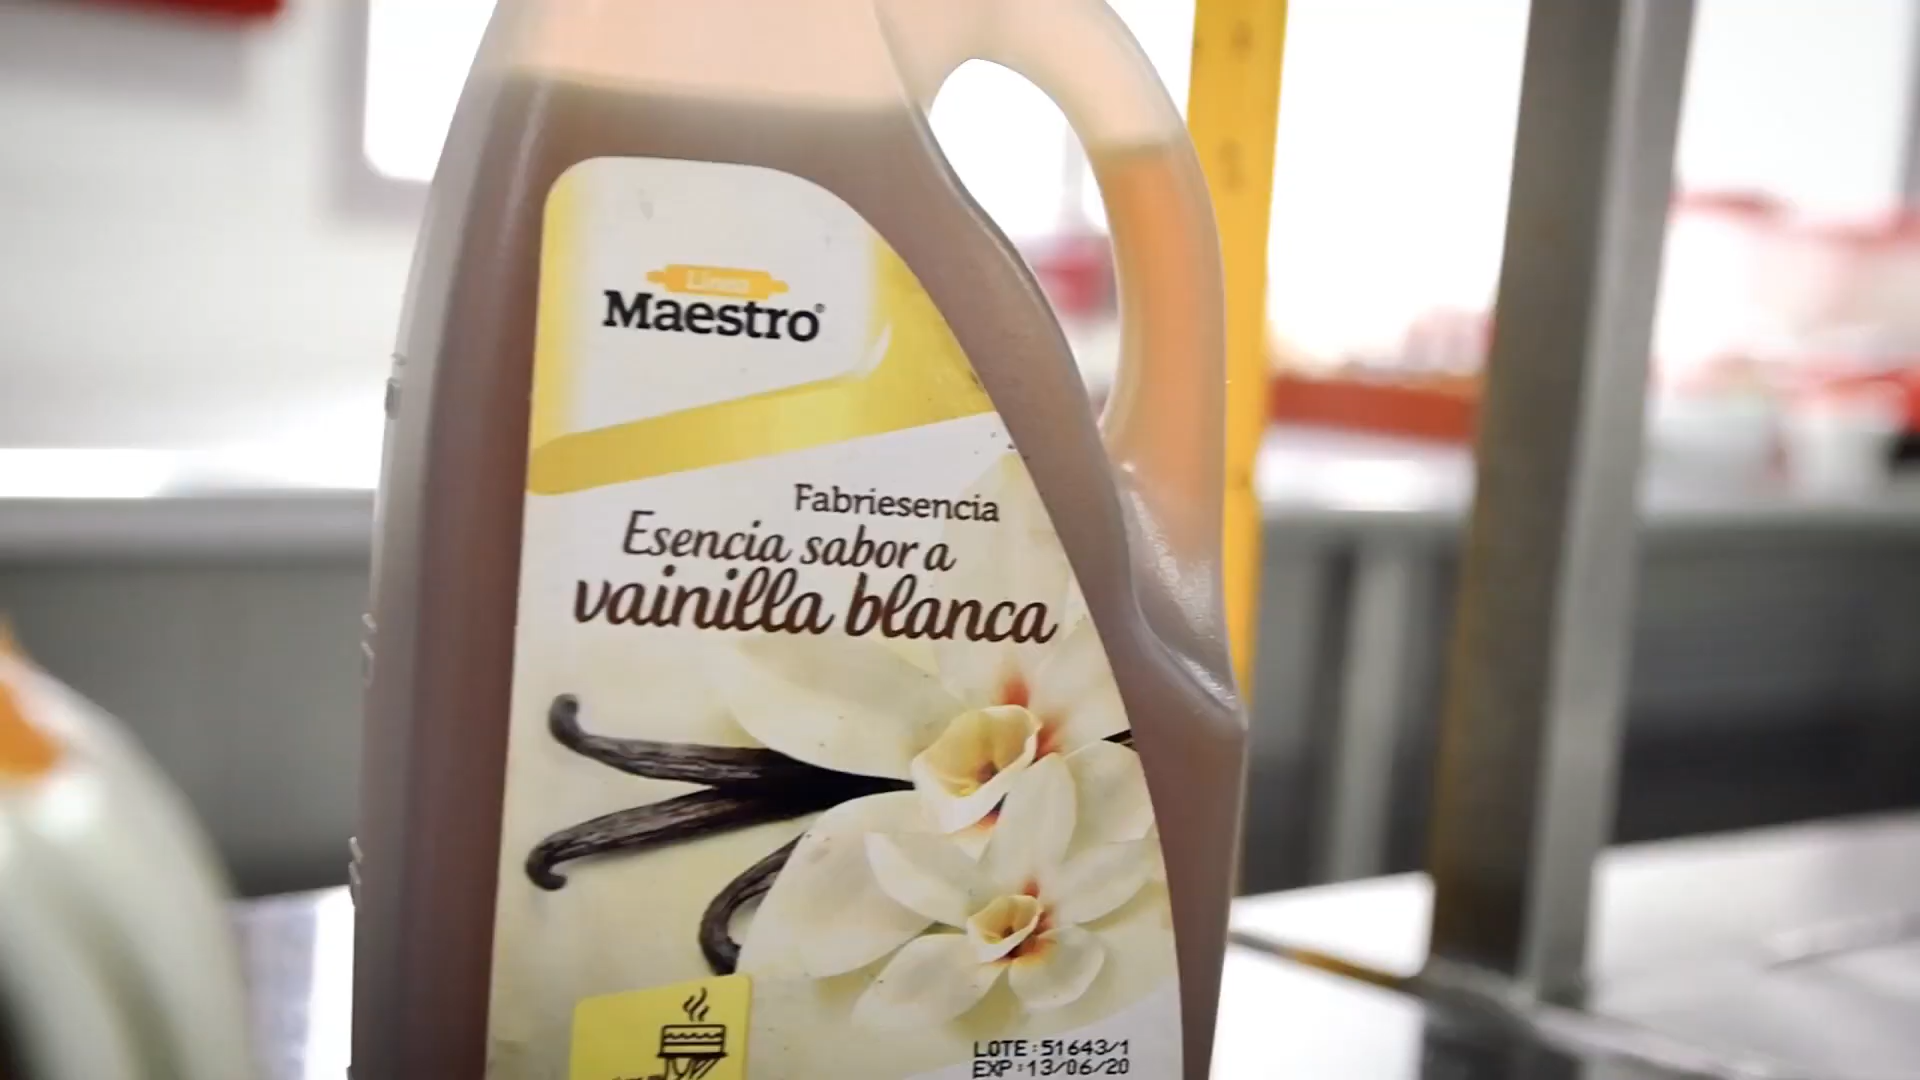 Linea
Maestro®
Fabriesencia
Esencia sabor a
vainilla blanca
LOTE:51643/1
EXP:13/06/20